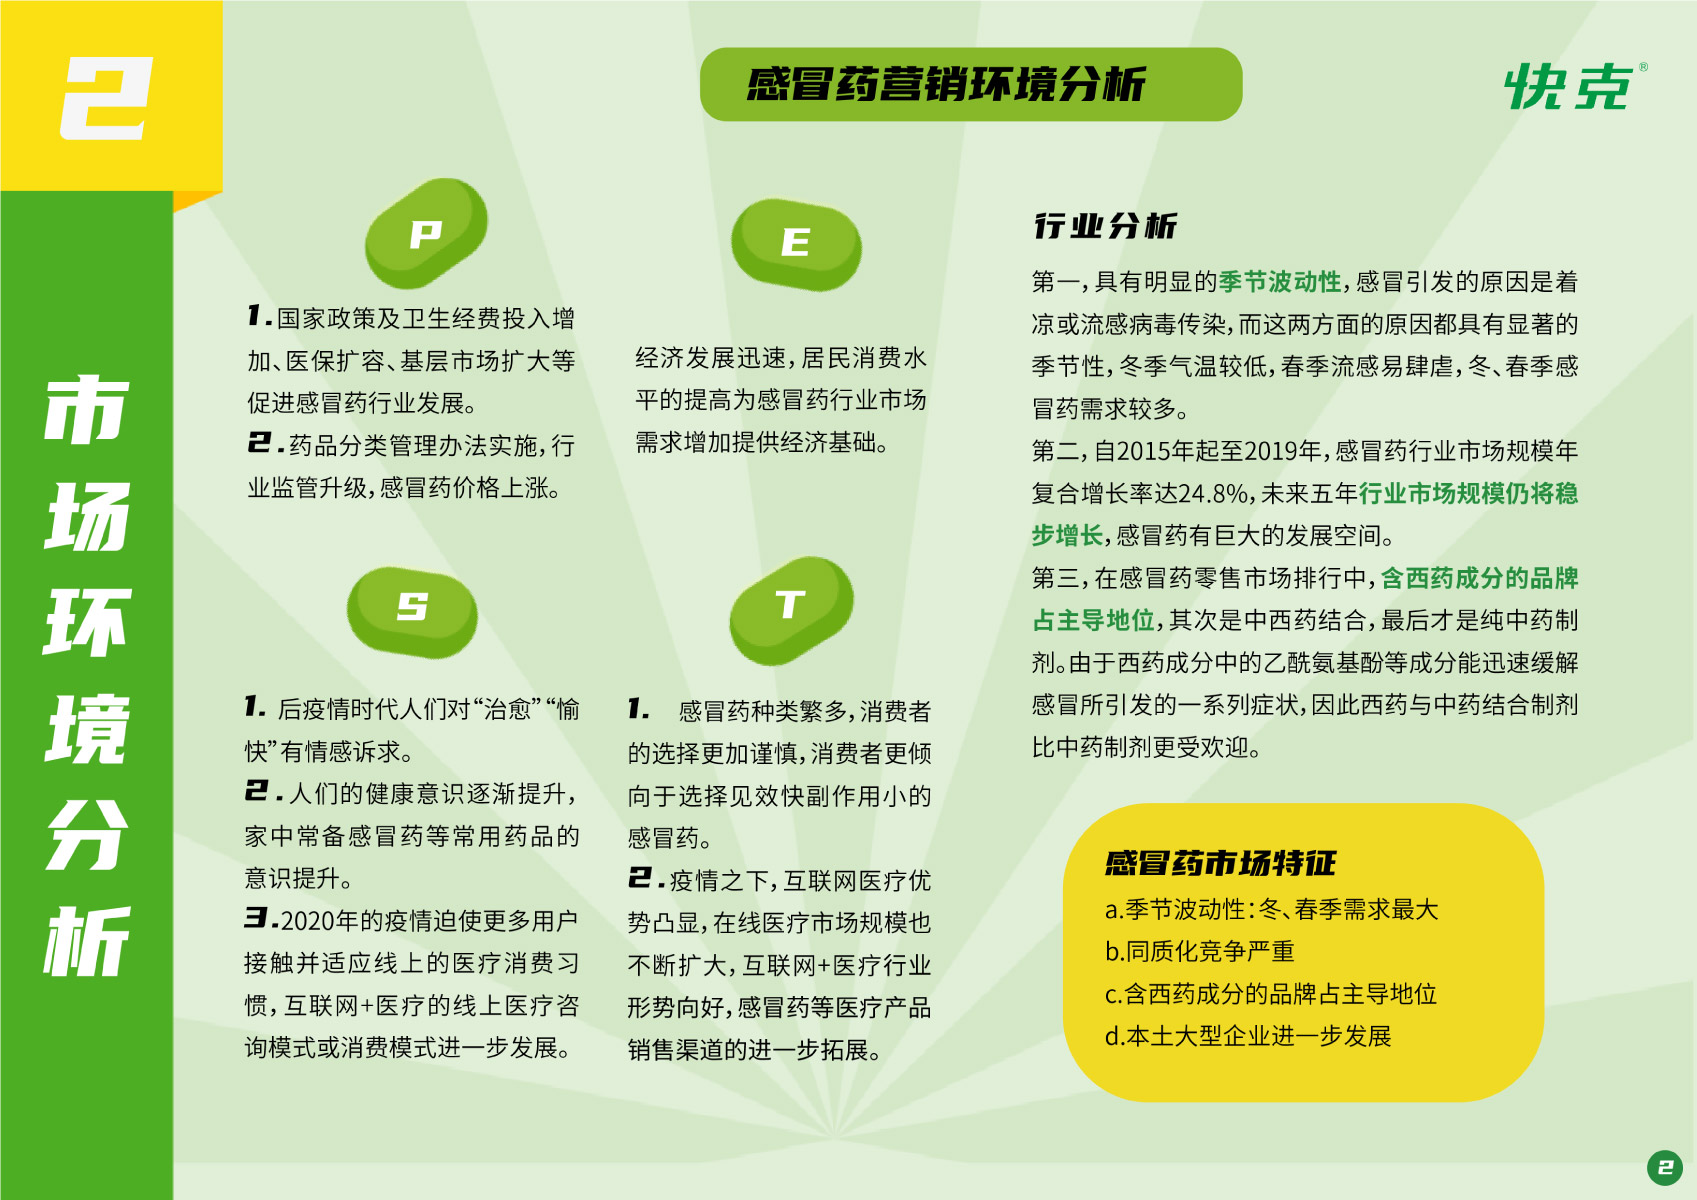 2
市场环境分析
感冒药营销环境分析
快克®
P
1.国家政策及卫生经费投入增
加、医保扩容、基层市场扩大等
促进感冒药行业发展。
2.药品分类管理办法实施,行
业监管升级,感冒药价格上涨。
E
经济发展迅速,居民消费水
平的提高为感冒药行业市场
需求增加提供经济基础。
S
1. 后疫情时代人们对“治愈”“愉
快”有情感诉求。
2.人们的健康意识逐渐提升,
家中常备感冒药等常用药品的
意识提升。
3.2020年的疫情迫使更多用户
接触并适应线上的医疗消费习
惯,互联网+医疗的线上医疗咨
询模式或消费模式进一步发展。
T
1. 感冒药种类繁多,消费者
的选择更加谨慎,消费者更倾
向于选择见效快副作用小的
感冒药。
2.疫情之下,互联网医疗优
势凸显,在线医疗市场规模也
不断扩大,互联网+医疗行业
形势向好,感冒药等医疗产品
销售渠道的进一步拓展。
行业分析
第一,具有明显的季节波动性,感冒引发的原因是着
凉或流感病毒传染,而这两方面的原因都具有显著的
季节性,冬季气温较低,春季流感易肆虐,冬、春季感
冒药需求较多。
第二,自2015年起至2019年,感冒药行业市场规模年
复合增长率达24.8%,未来五年行业市场规模仍将稳
步增长,感冒药有巨大的发展空间。
第三,在感冒药零售市场排行中,含西药成分的品牌
占主导地位,其次是中西药结合,最后才是纯中药制
剂。由于西药成分中的乙酰氨基酚等成分能迅速缓解
感冒所引发的一系列症状,因此西药与中药结合制剂
比中药制剂更受欢迎。
感冒药市场特征
a.季节波动性:冬、春季需求最大
b.同质化竞争严重
c.含西药成分的品牌占主导地位
d.本土大型企业进一步发展
2